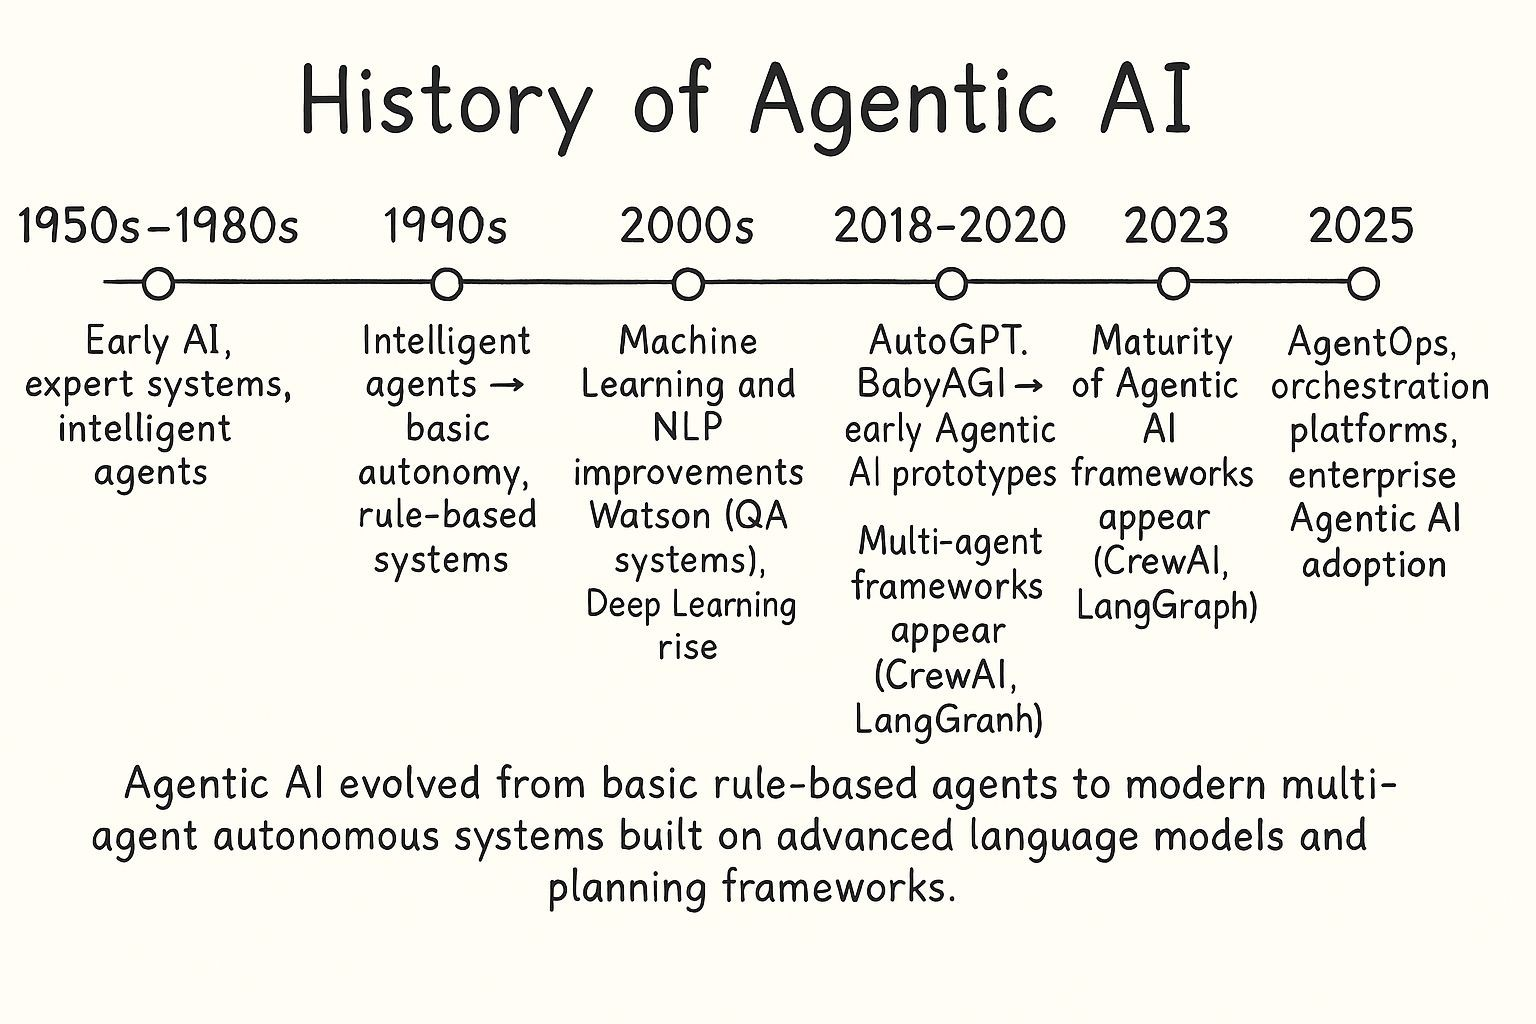 History of Agentic AI
1950s–1980s
Early AI,
expert systems,
intelligent
agents
1990s
Intelligent
agents →
basic
autonomy,
rule-based
systems
2000s
Machine
Learning and
NLP
improvements
Watson (QA
systems),
Deep Learning
rise
2018–2020
AutoGPT.
BabyAGI →
early Agentic
AI prototypes
Multi-agent
frameworks
appear
(CrewAI,
LangGranh)
2023
Maturity
of Agentic
AI
frameworks
appear
(CrewAI,
LangGraph)
2025
AgentOps,
orchestration
platforms,
enterprise
Agentic AI
adoption
Agentic AI evolved from basic rule-based agents to modern multi-
agent autonomous systems built on advanced language models and
planning frameworks.